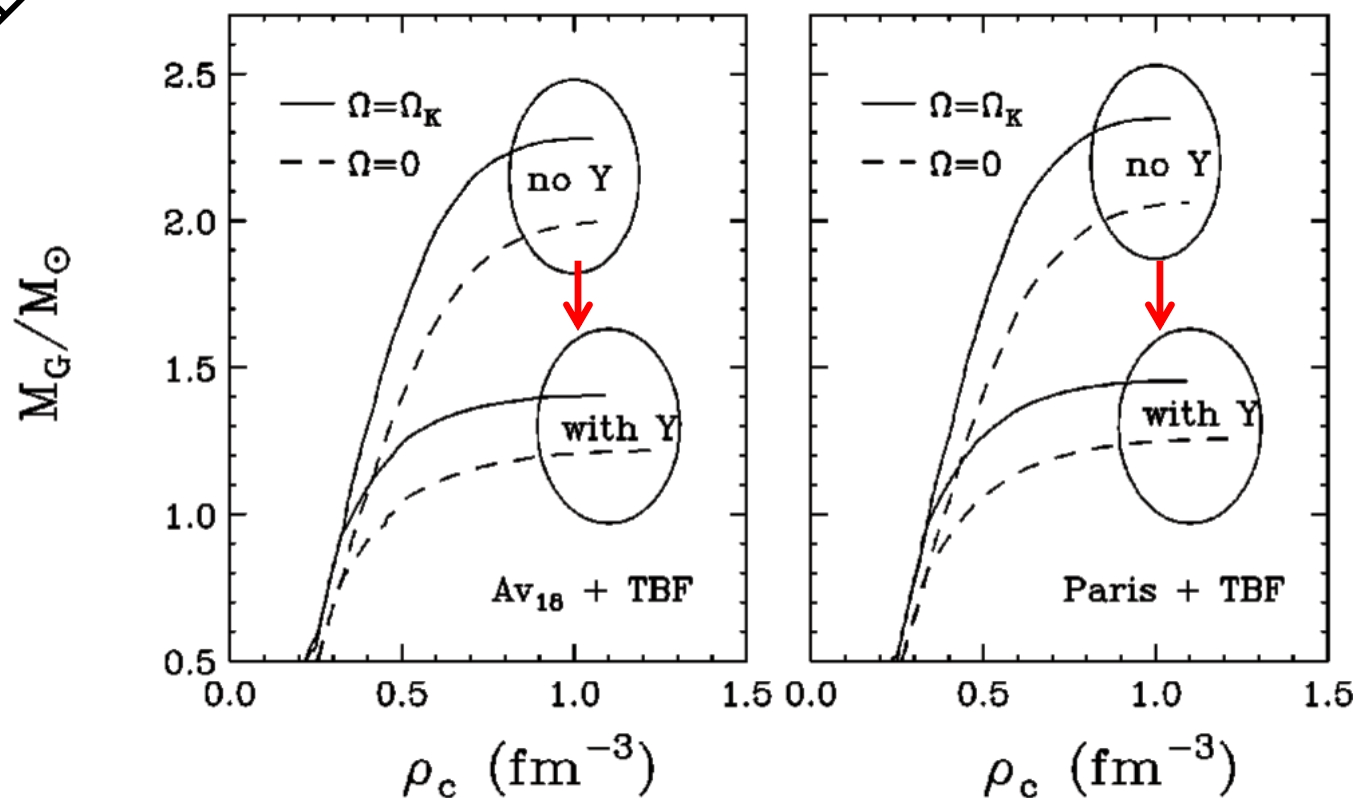 M_G/M_⊙
2.5
2.0
1.5
1.0
0.5
Ω=Ω_K
Ω=0
no Y
with Y
Av₁₈ + TBF
0.0 0.5 1.0 1.5
ρ_c (fm⁻³)
Ω=Ω_K
Ω=0
no Y
with Y
Paris + TBF
0.0 0.5 1.0 1.5
ρ_c (fm⁻³)